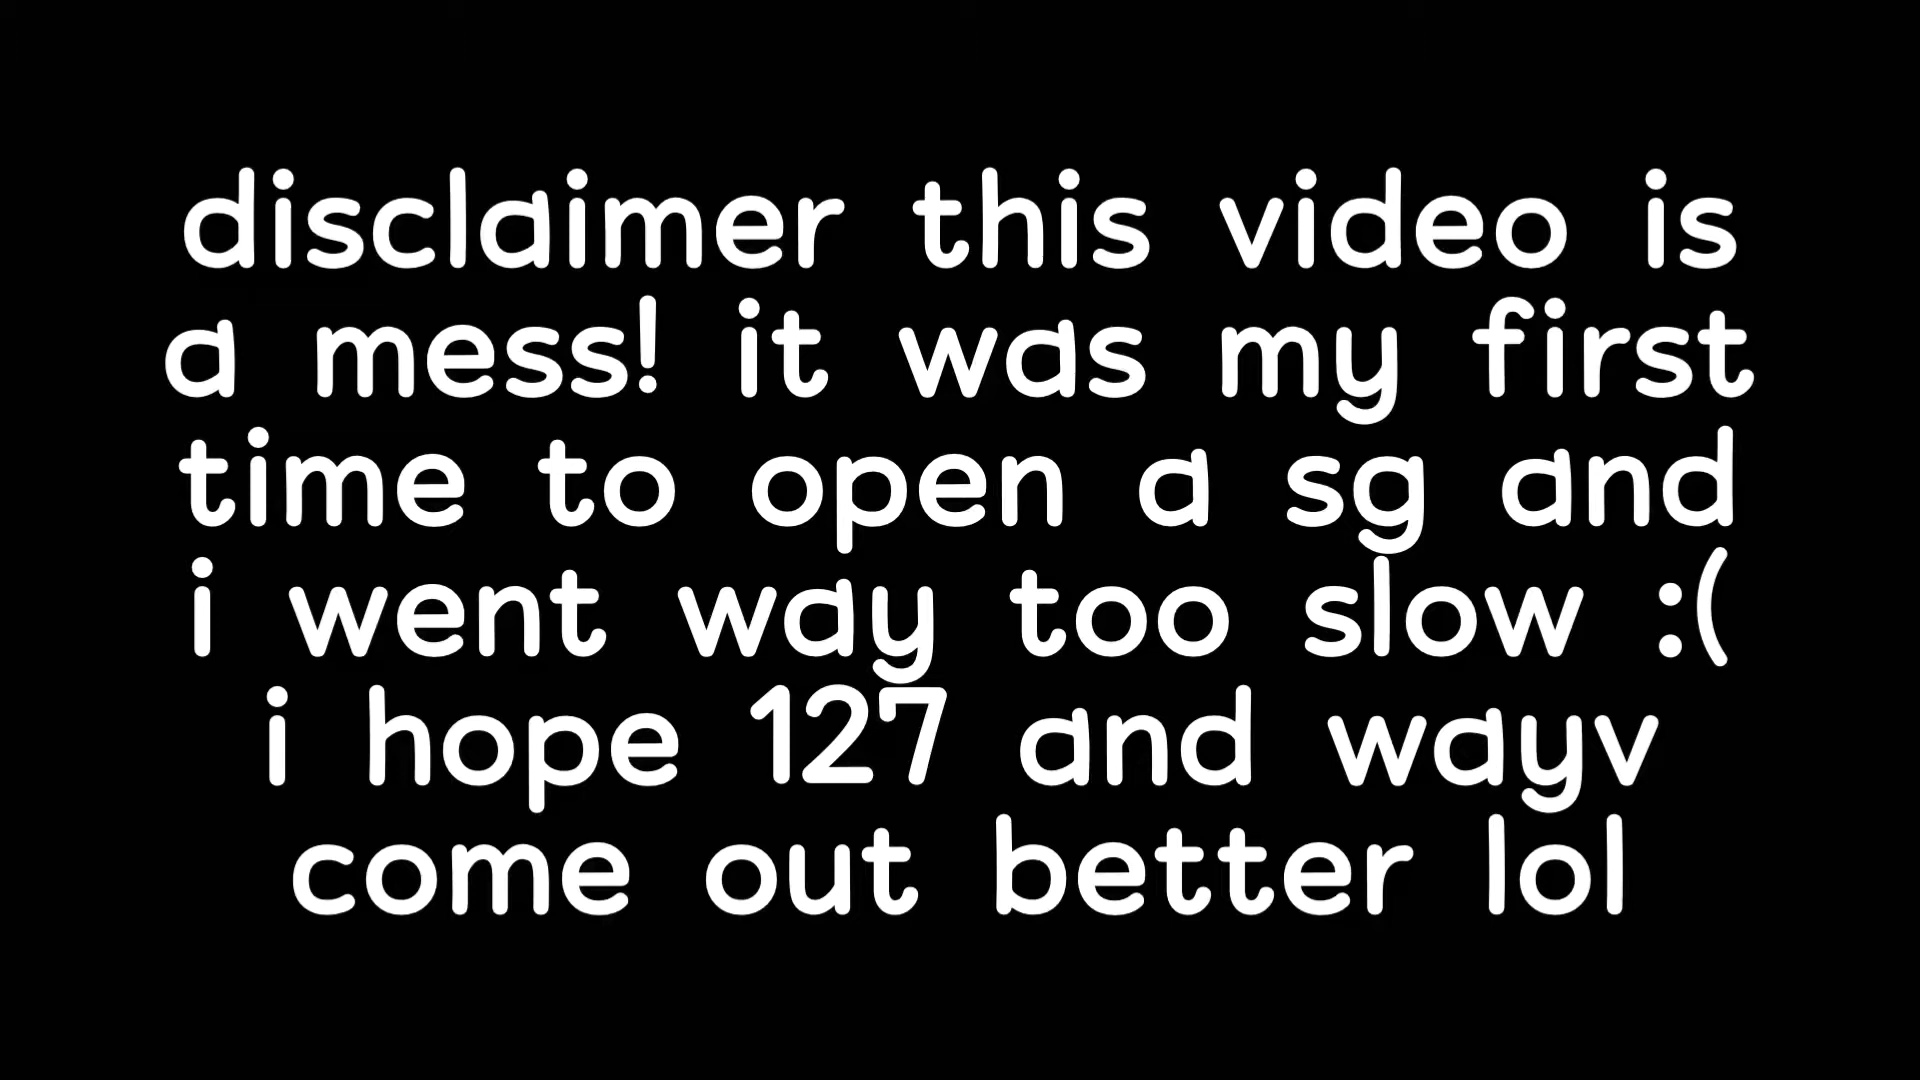 disclaimer this video is
a mess! it was my first
time to open a sg and
i went way too slow :(
i hope 127 and wayv
come out better lol